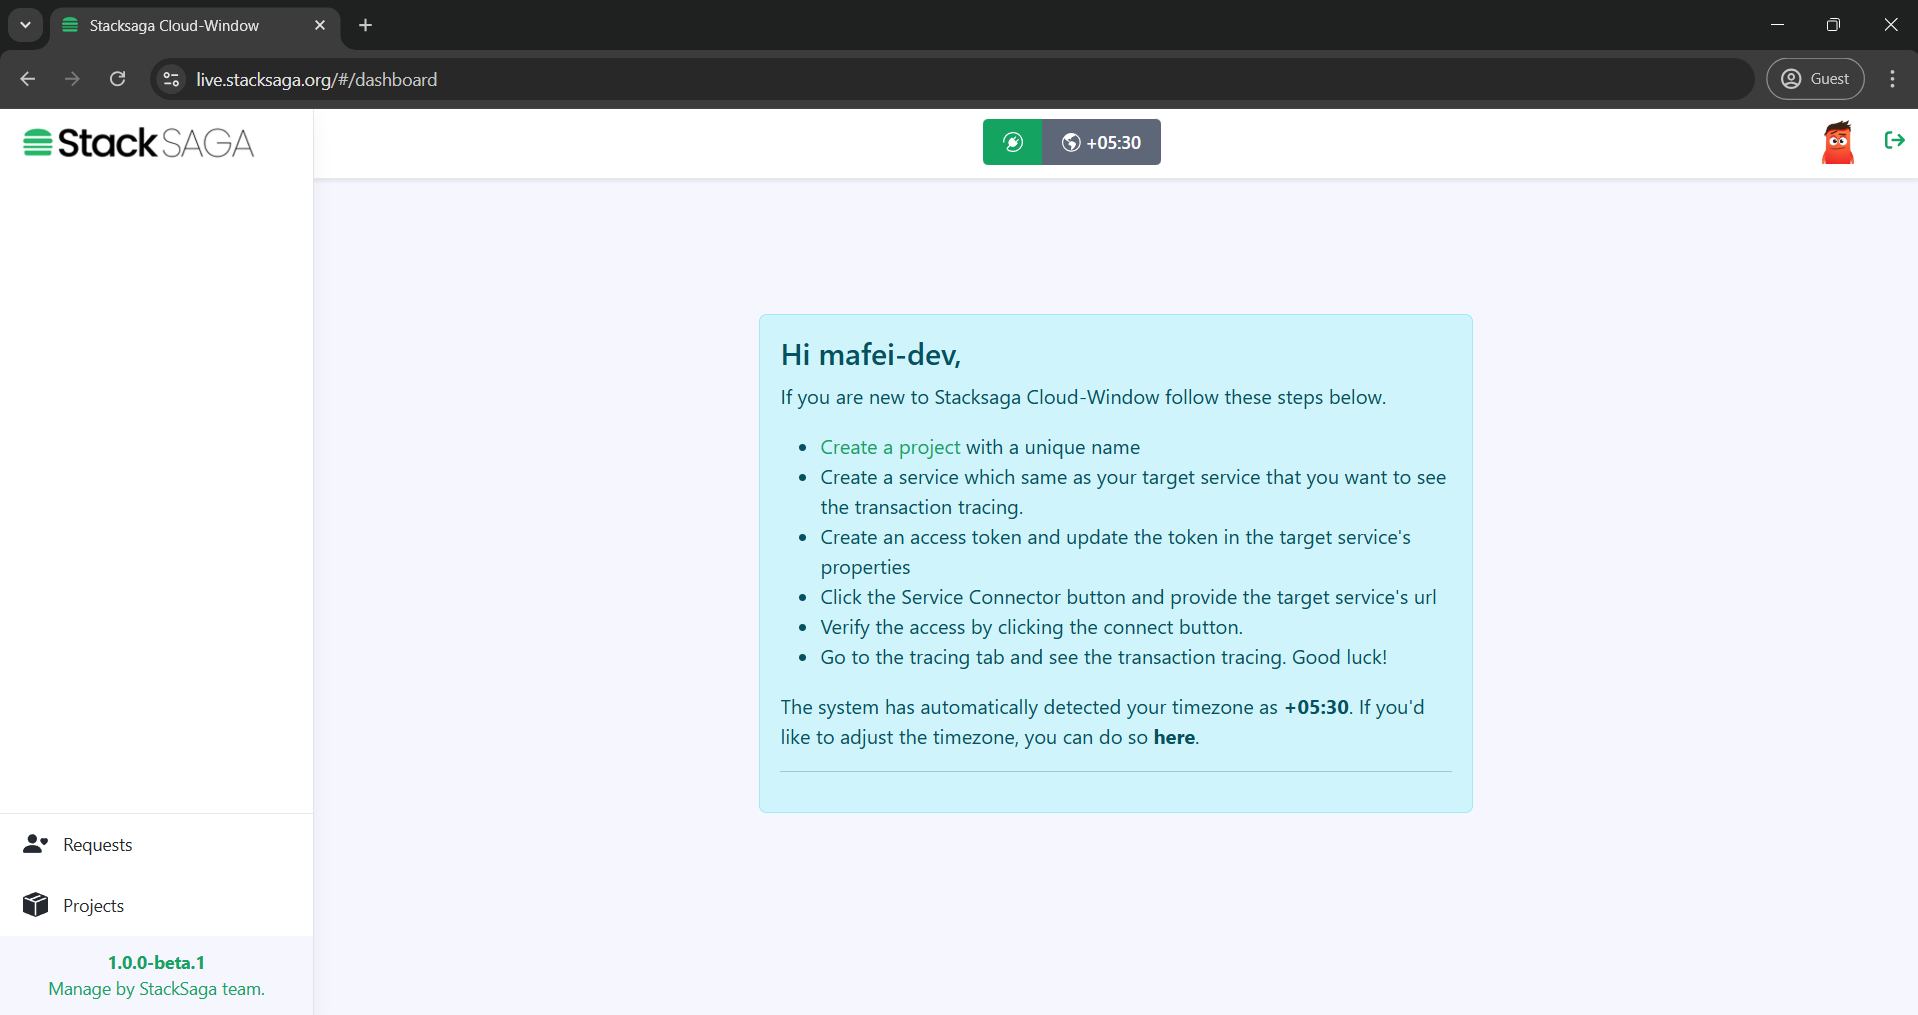 Stacksaga Cloud-Window
live.stacksaga.org/#/dashboard
Guest
StackSAGA
+05:30
Hi mafei-dev,
If you are new to Stacksaga Cloud-Window follow these steps below.
Create a project with a unique name
Create a service which same as your target service that you want to see
the transaction tracing.
Create an access token and update the token in the target service's
properties
Click the Service Connector button and provide the target service's url
Verify the access by clicking the connect button.
Go to the tracing tab and see the transaction tracing. Good luck!
The system has automatically detected your timezone as +05:30. If you'd
like to adjust the timezone, you can do so here.
Requests
Projects
1.0.0-beta.1
Manage by StackSaga team.